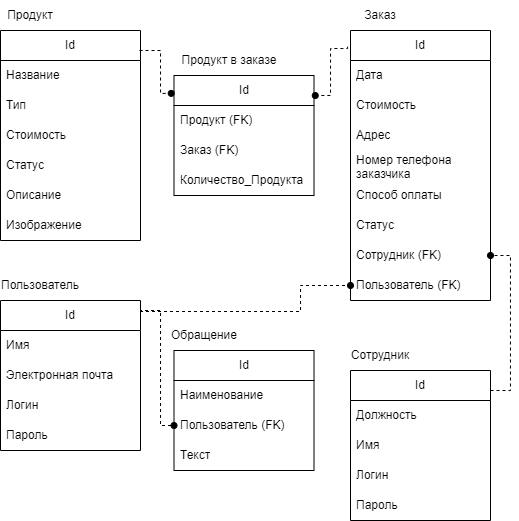 Продукт
Id
Название
Тип
Стоимость
Статус
Описание
Изображение
Продукт в заказе
Id
Продукт (FK)
Заказ (FK)
Количество_Продукта
Заказ
Id
Дата
Стоимость
Адрес
Номер телефона
заказчика
Способ оплаты
Статус
Сотрудник (FK)
Пользователь (FK)
Пользователь
Id
Имя
Электронная почта
Логин
Пароль
Обращение
Id
Наименование
Пользователь (FK)
Текст
Сотрудник
Id
Должность
Имя
Логин
Пароль